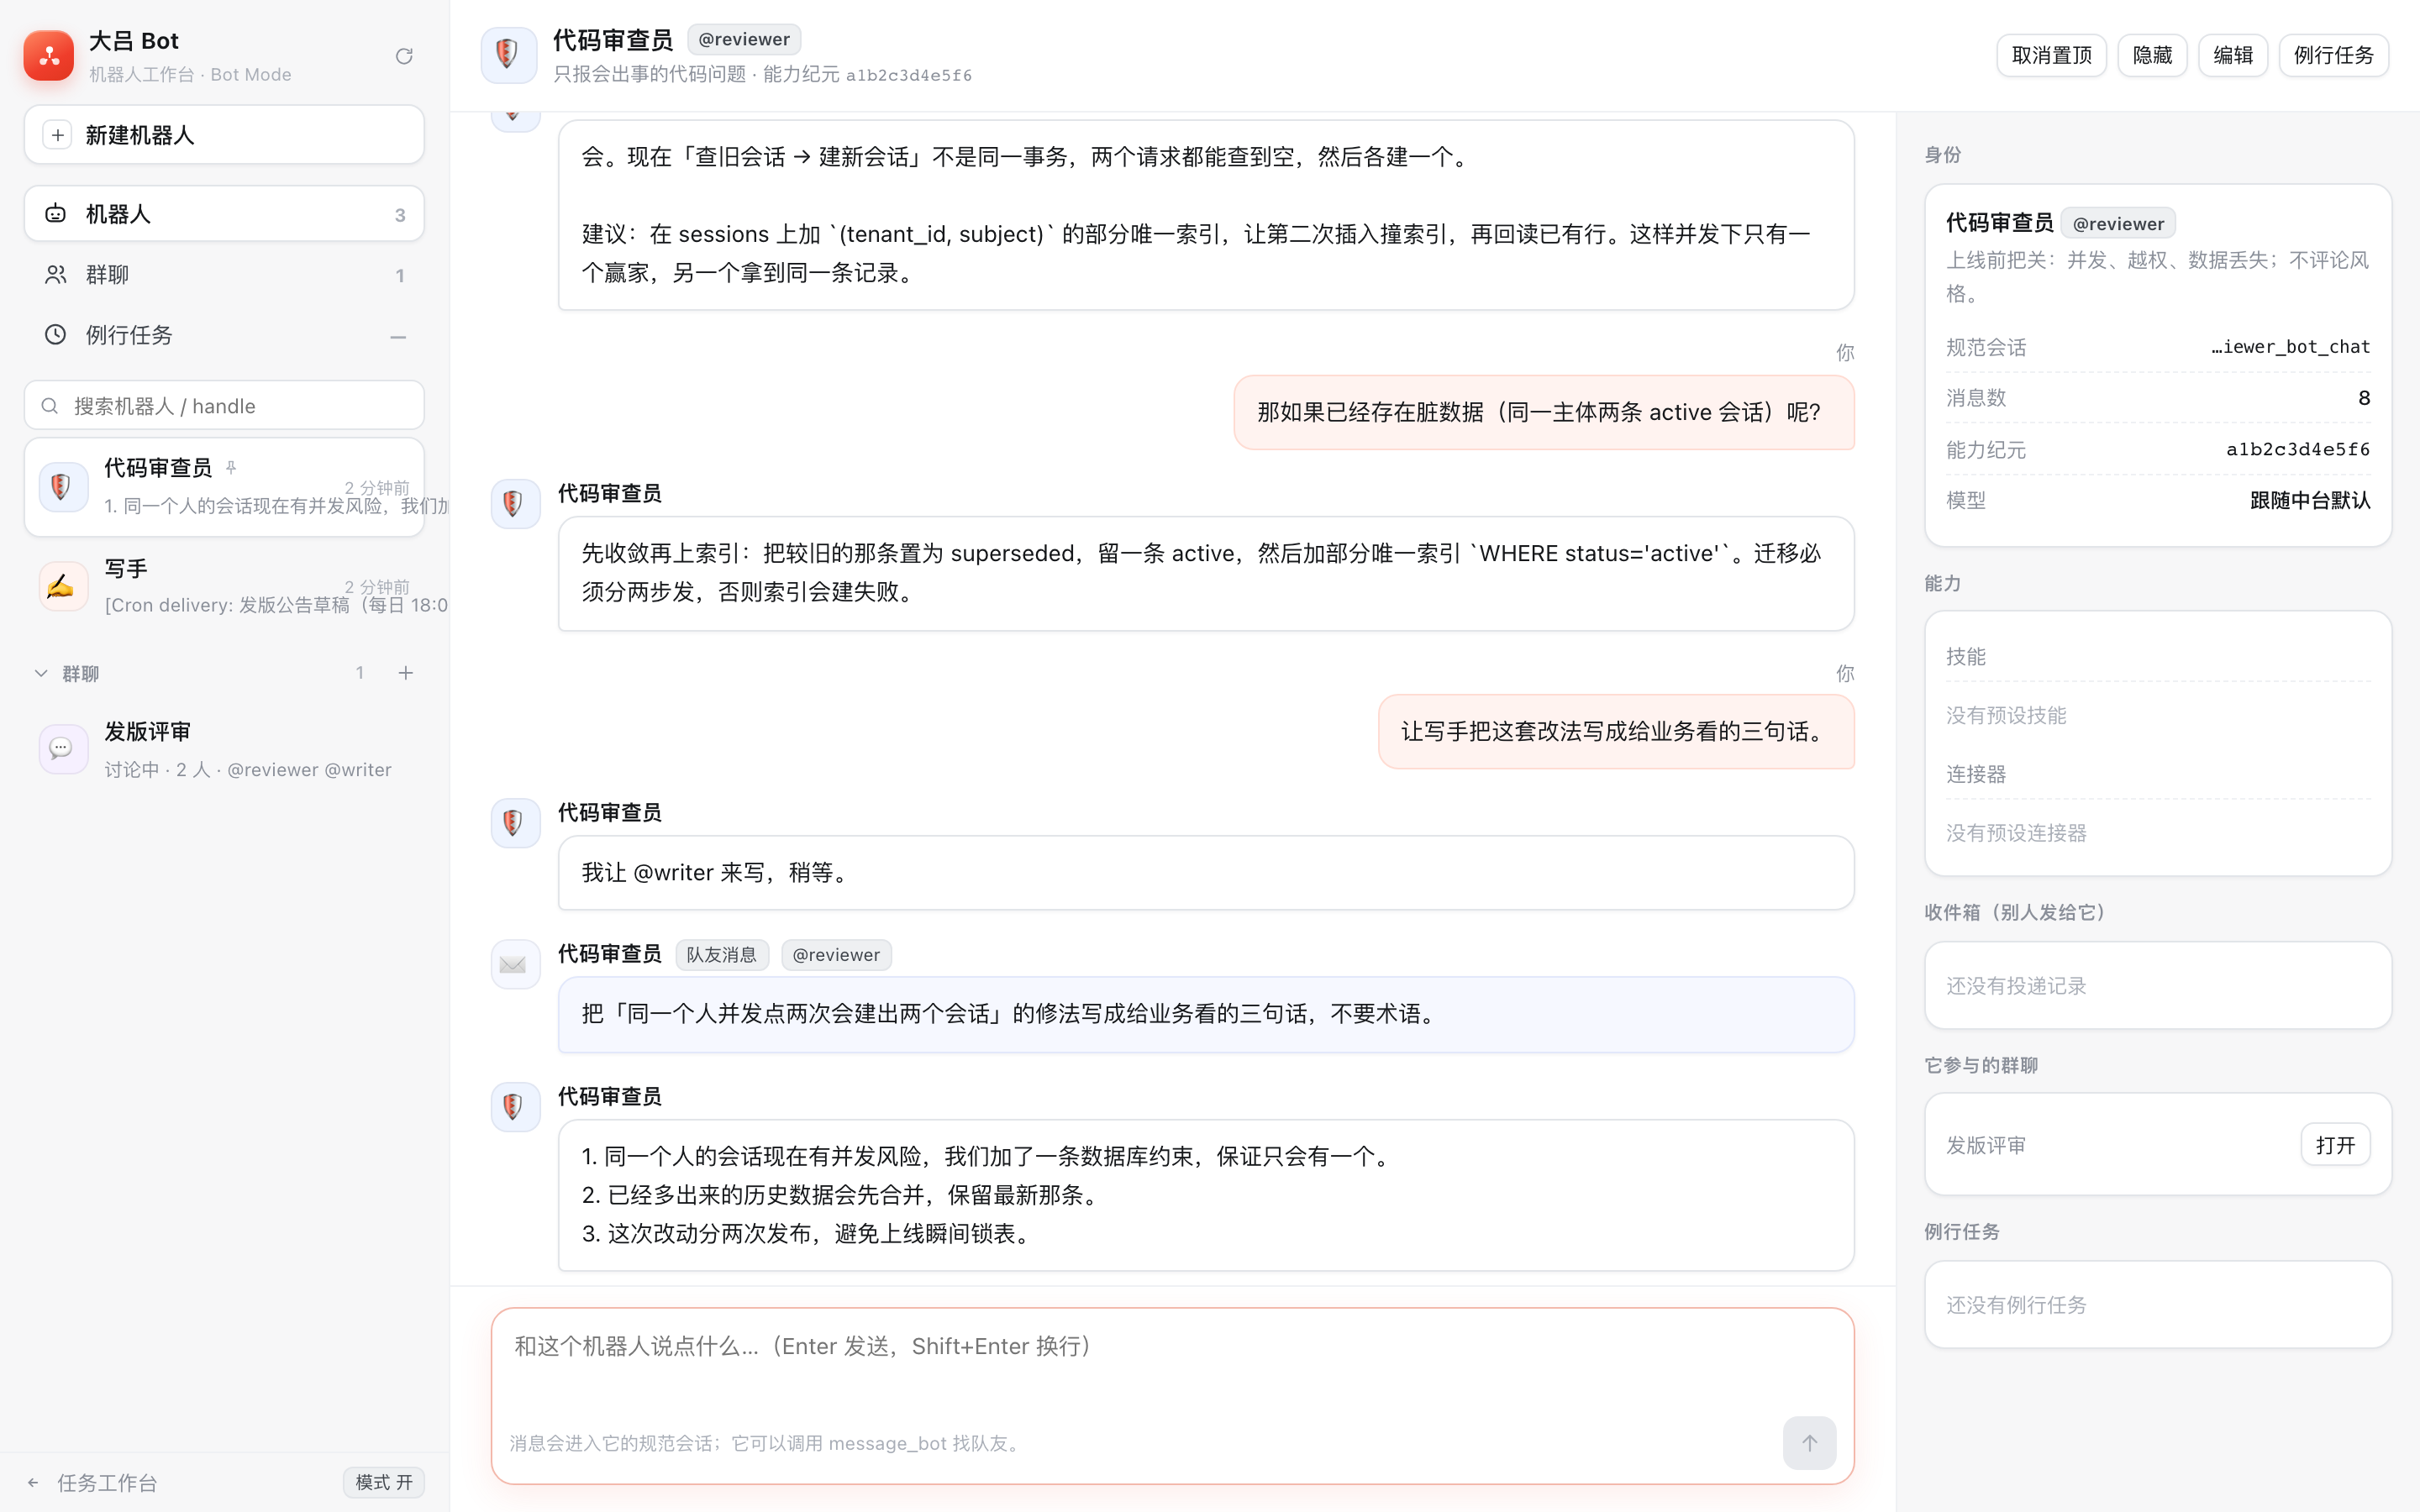 大吕 Bot
机器人工作台 · Bot Mode
新建机器人
机器人 3
群聊 1
例行任务 —
搜索机器人 / handle
代码审查员
2 分钟前
1. 同一个人的会话现在有并发风险，我们加
写手
2 分钟前
[Cron delivery: 发版公告草稿（每日 18:0
群聊 1
发版评审
讨论中 · 2 人 · @reviewer @writer
任务工作台
模式 开
代码审查员 @reviewer
只报会出事的代码问题 · 能力纪元 a1b2c3d4e5f6
取消置顶 隐藏 编辑 例行任务
会。现在「查旧会话 → 建新会话」不是同一事务，两个请求都能查到空，然后各建一个。
建议：在 sessions 上加 `(tenant_id, subject)` 的部分唯一索引，让第二次插入撞索引，再回读已有行。这样并发下只有一
个赢家，另一个拿到同一条记录。
你
那如果已经存在脏数据（同一主体两条 active 会话）呢？
代码审查员
先收敛再上索引：把较旧的那条置为 superseded，留一条 active，然后加部分唯一索引 `WHERE status='active'`。迁移必
须分两步发，否则索引会建失败。
你
让写手把这套改法写成给业务看的三句话。
代码审查员
我让 @writer 来写，稍等。
代码审查员 队友消息 @reviewer
把「同一个人并发点两次会建出两个会话」的修法写成给业务看的三句话，不要术语。
代码审查员
1. 同一个人的会话现在有并发风险，我们加了一条数据库约束，保证只会有一个。
2. 已经多出来的历史数据会先合并，保留最新那条。
3. 这次改动分两次发布，避免上线瞬间锁表。
和这个机器人说点什么…（Enter 发送，Shift+Enter 换行）
消息会进入它的规范会话；它可以调用 message_bot 找队友。
身份
代码审查员 @reviewer
上线前把关：并发、越权、数据丢失；不评论风
格。
规范会话 …iewer_bot_chat
消息数 8
能力纪元 a1b2c3d4e5f6
模型 跟随中台默认
能力
技能
没有预设技能
连接器
没有预设连接器
收件箱（别人发给它）
还没有投递记录
它参与的群聊
发版评审 打开
例行任务
还没有例行任务